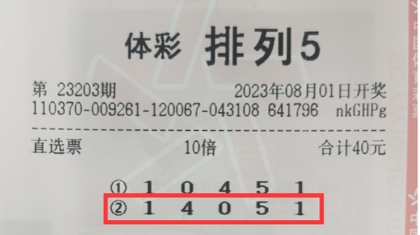 体彩 排列5
第 23203期 2023年08月01日开奖
110370-009261-120067-043108 641796 nkGHPg
直选票 10倍 合计40元
① 1 0 4 5 1
② 1 4 0 5 1